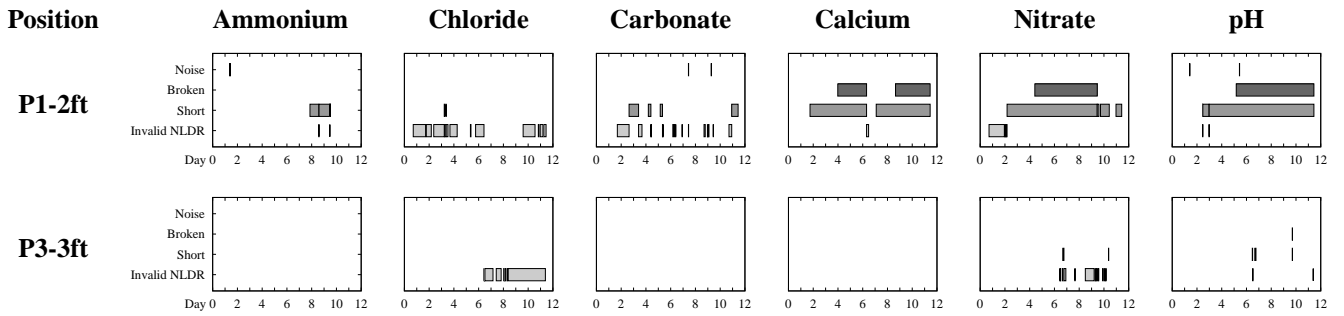 Position Ammonium Chloride Carbonate Calcium Nitrate pH
P1-2ft
Noise
Broken
Short
Invalid NLDR
Day 0 2 4 6 8 10 12 0 2 4 6 8 10 12 0 2 4 6 8 10 12 0 2 4 6 8 10 12 0 2 4 6 8 10 12 0 2 4 6 8 10 12
P3-3ft
Noise
Broken
Short
Invalid NLDR
Day 0 2 4 6 8 10 12 0 2 4 6 8 10 12 0 2 4 6 8 10 12 0 2 4 6 8 10 12 0 2 4 6 8 10 12 0 2 4 6 8 10 12